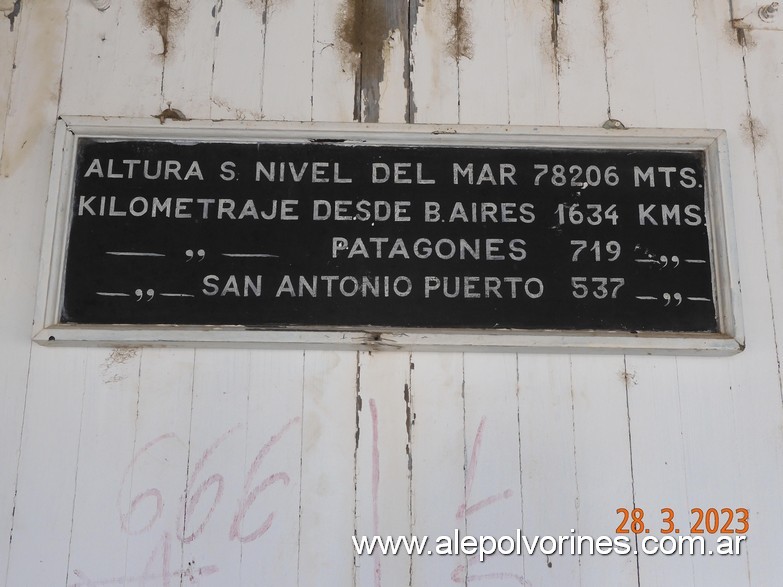 ALTURA S. NIVEL DEL MAR 78206 MTS.
KILOMETRAJE DESDE B.AIRES 1634 KMS.
— „ — PATAGONES 719 — „ —
— „ — SAN ANTONIO PUERTO 537 — „ —
28. 3. 2023
www.alepolvorines.com.ar